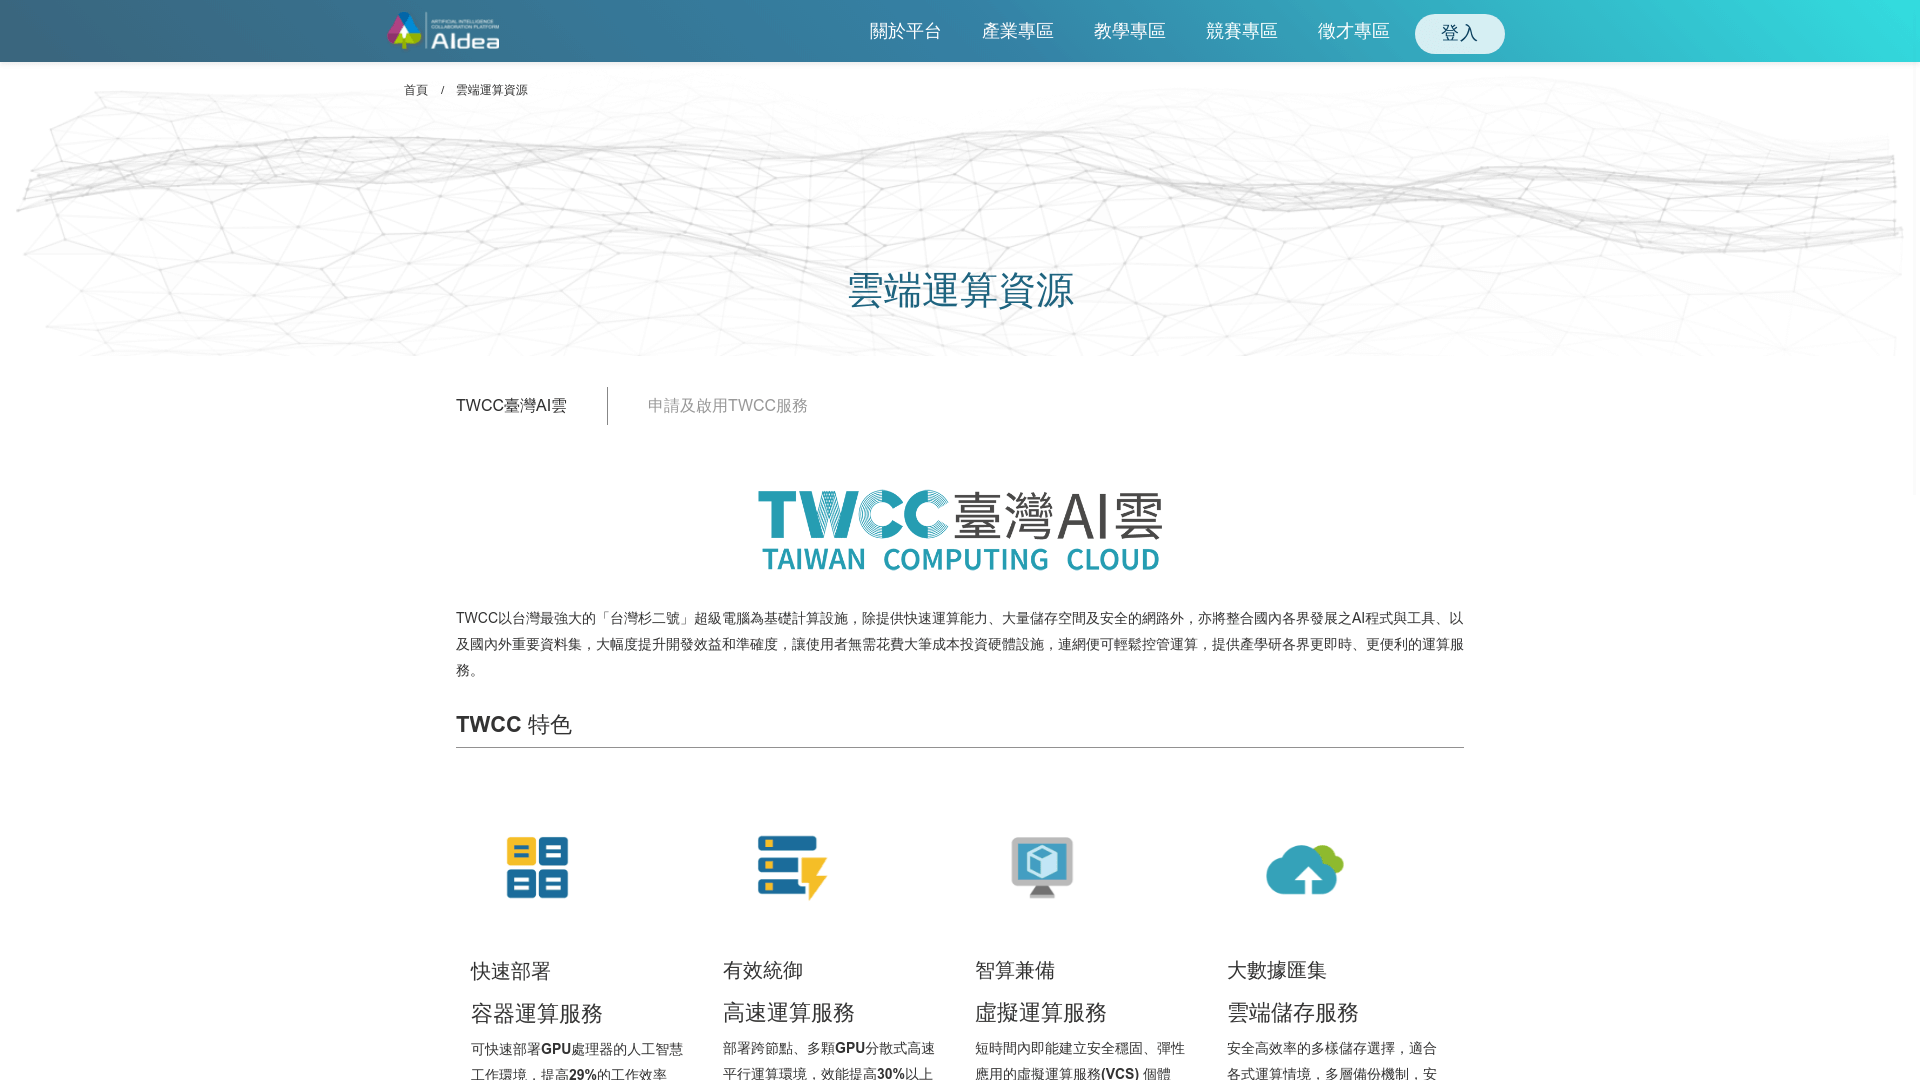 ARTIFICIAL INTELLIGENCE
COLLABORATION PLATFORM
AIdea
關於平台
產業專區
教學專區
競賽專區
徵才專區
登入
首頁 / 雲端運算資源
雲端運算資源
TWCC臺灣AI雲
申請及啟用TWCC服務
TWCC臺灣AI雲
TAIWAN COMPUTING CLOUD
TWCC以台灣最強大的「台灣杉二號」超級電腦為基礎計算設施，除提供快速運算能力、大量儲存空間及安全的網路外，亦將整合國內各界發展之AI程式與工具、以
及國內外重要資料集，大幅度提升開發效益和準確度，讓使用者無需花費大筆成本投資硬體設施，連網便可輕鬆控管運算，提供產學研各界更即時、更便利的運算服
務。
TWCC 特色
快速部署
容器運算服務
可快速部署GPU處理器的人工智慧
工作環境，提高29%的工作效率
有效統御
高速運算服務
部署跨節點、多顆GPU分散式高速
平行運算環境，效能提高30%以上
智算兼備
虛擬運算服務
短時間內即能建立安全穩固、彈性
應用的虛擬運算服務(VCS) 個體
大數據匯集
雲端儲存服務
安全高效率的多樣儲存選擇，適合
各式運算情境，多層備份機制，安